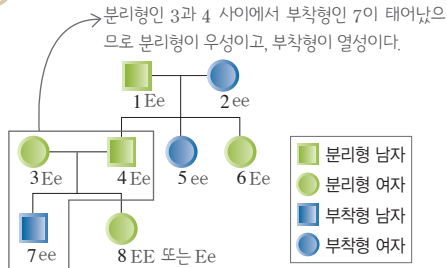 분리형인 3과 4 사이에서 부착형인 7이 태어났으
므로 분리형이 우성이고, 부착형이 열성이다.
1 Ee
2 ee
3 Ee
4 Ee
5 ee
6 Ee
7 ee
8 EE 또는 Ee
분리형 남자
분리형 여자
부착형 남자
부착형 여자